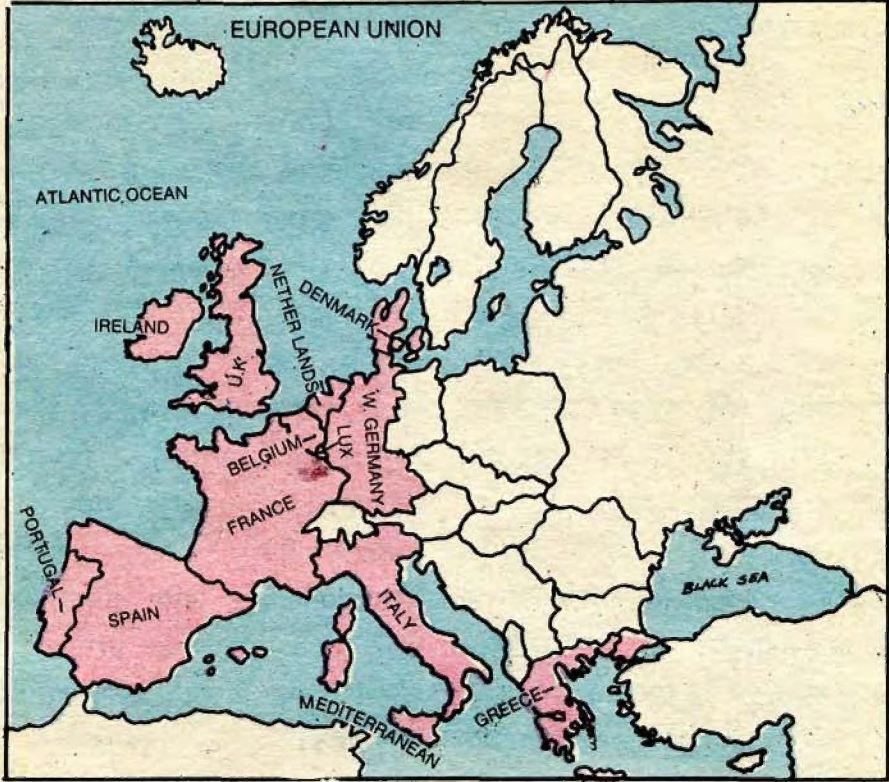 EUROPEAN UNION
ATLANTIC OCEAN
IRELAND
U.K.
NETHER LANDS
DENMARK
BELGIUM
LUX
W. GERMANY
FRANCE
PORTUGAL
SPAIN
ITALY
BLACK SEA
GREECE
MEDITERRANEAN